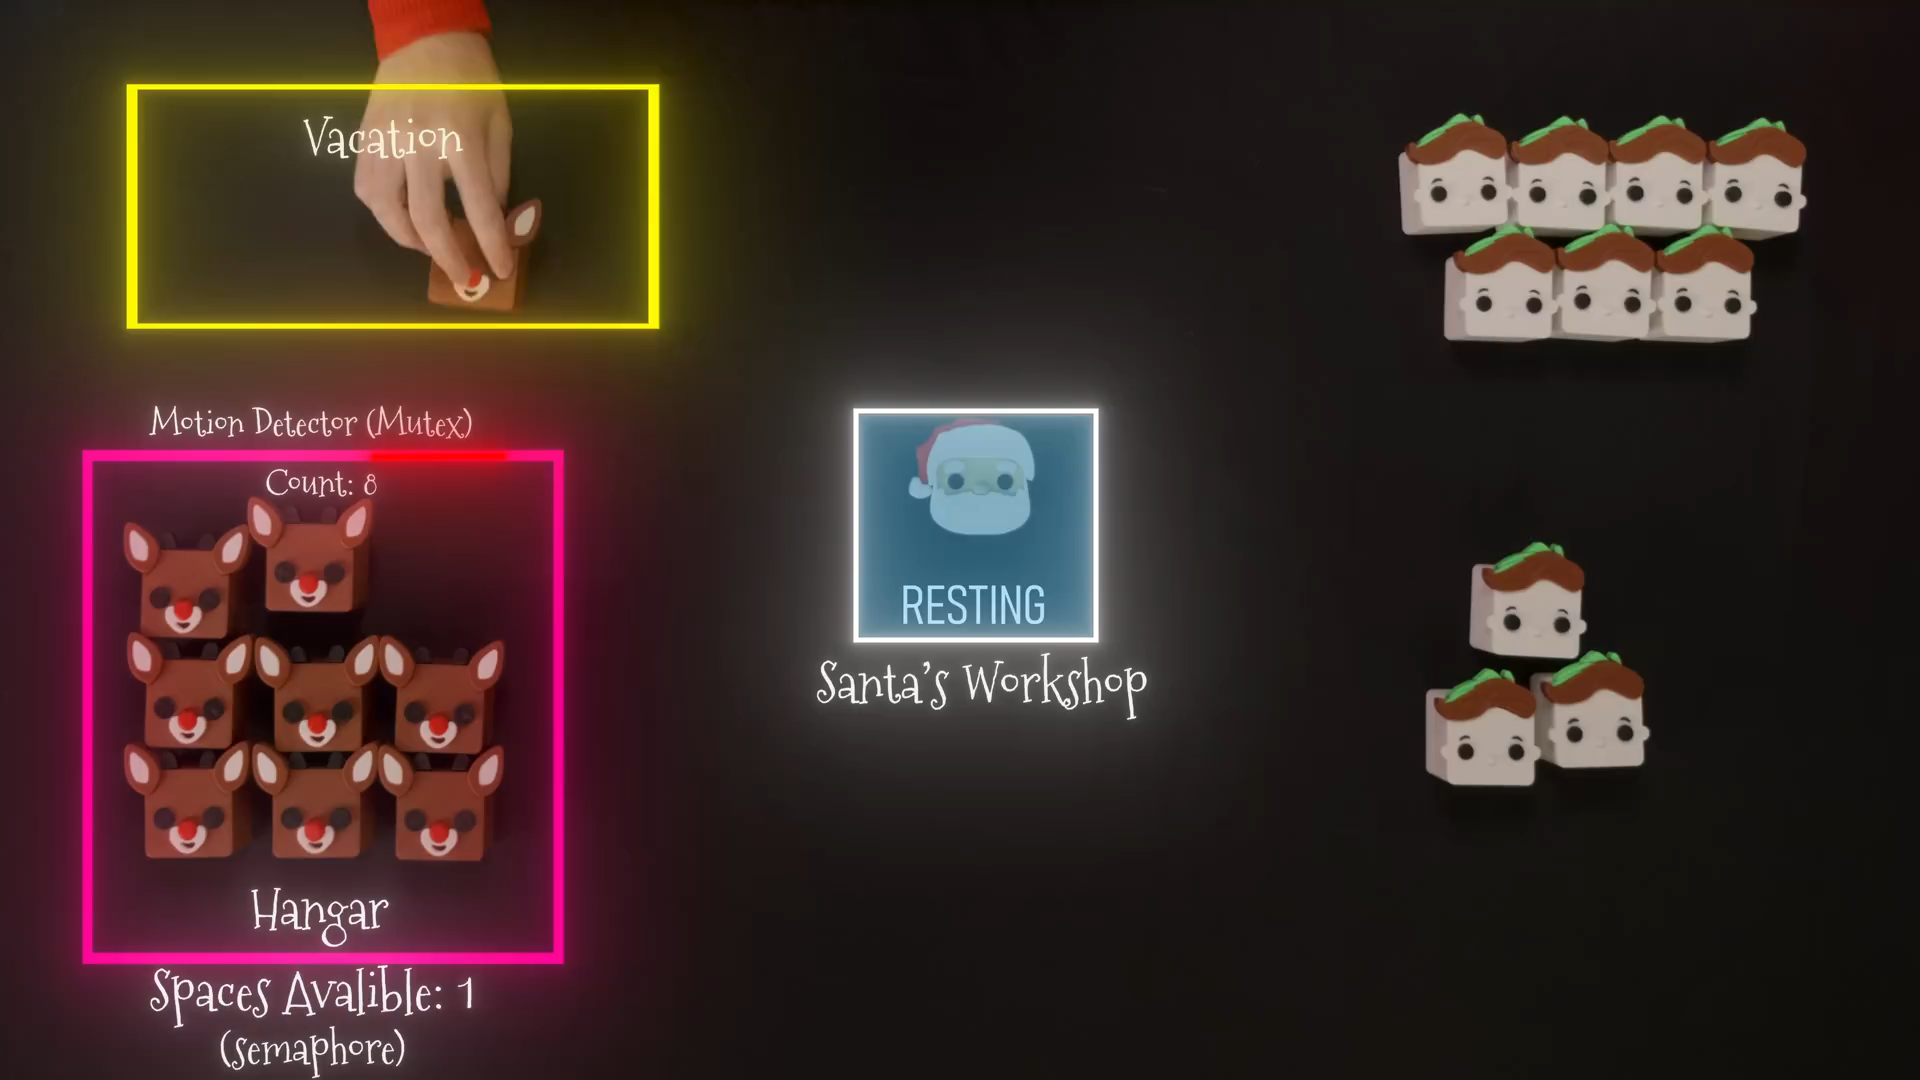 Vacation
Motion Detector (Mutex)
Count: 8
Hangar
Spaces Avalible: 1
(Semaphore)
RESTING
Santa's Workshop